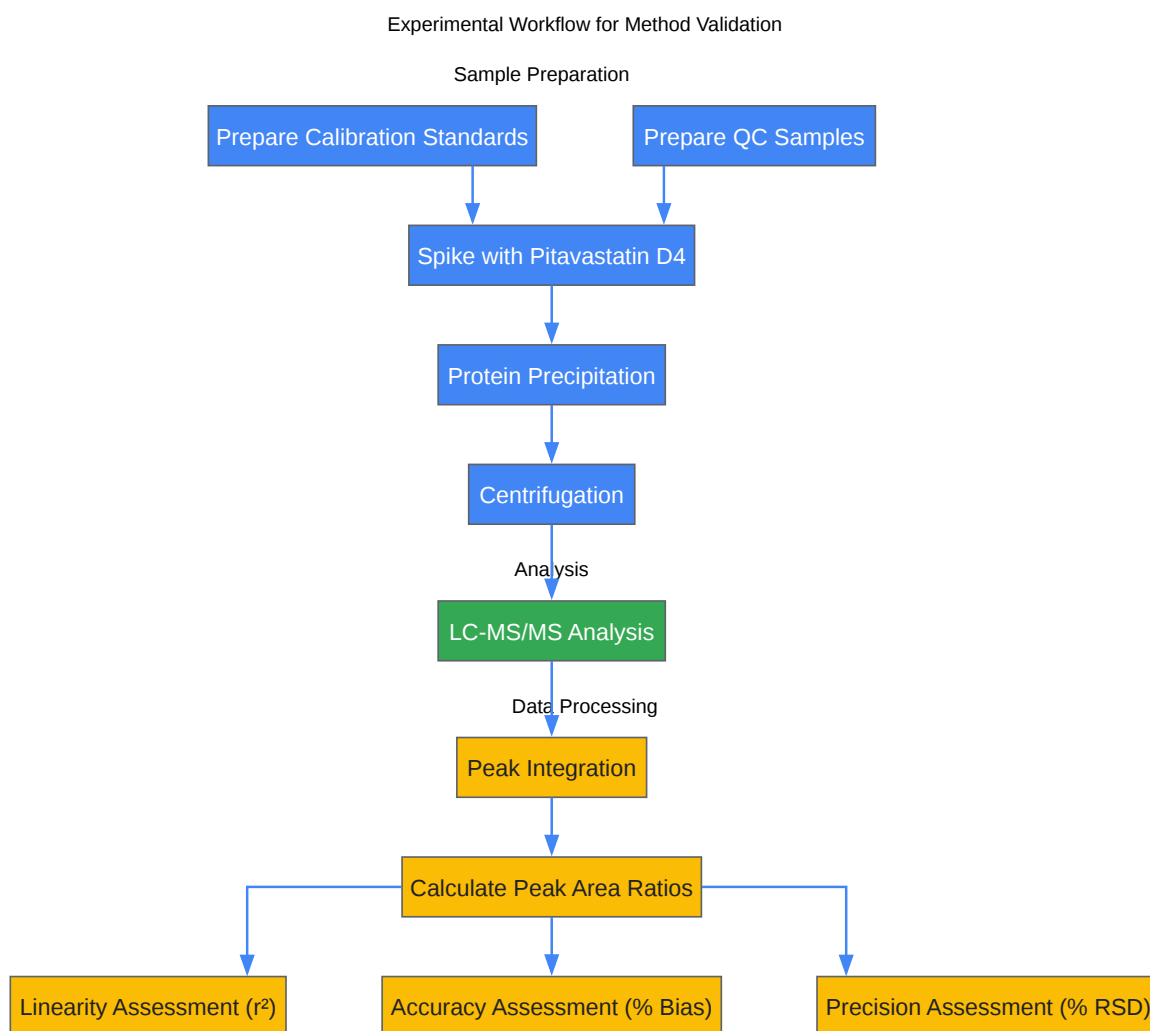 Experimental Workflow for Method Validation
Sample Preparation
Prepare Calibration Standards
Prepare QC Samples
Spike with Pitavastatin D4
Protein Precipitation
Centrifugation
Analysis
LC-MS/MS Analysis
Data Processing
Peak Integration
Calculate Peak Area Ratios
Linearity Assessment (r²)
Accuracy Assessment (% Bias)
Precision Assessment (% RSD)